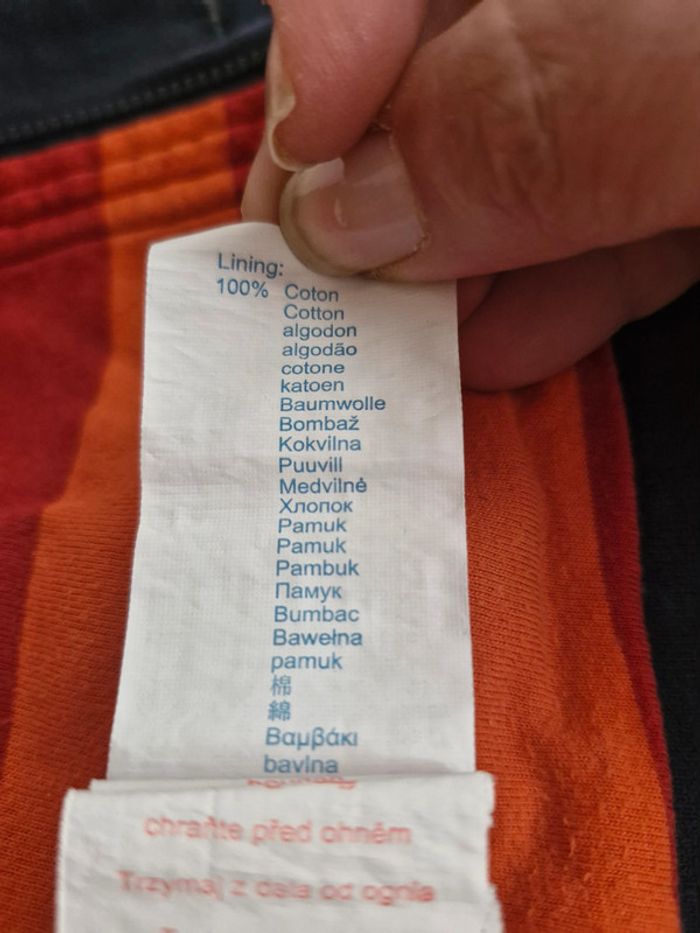 Lining:
100% Coton
Cotton
algodon
algodão
cotone
katoen
Baumwolle
Bombaž
Kokvilna
Puuvill
Medvilnė
Хлопок
Pamuk
Pamuk
Pambuk
Памук
Bumbac
Bawełna
pamuk
棉
綿
Βαμβάκι
bavlna
chraňte před ohněm
Trzymaj z dala od ognia